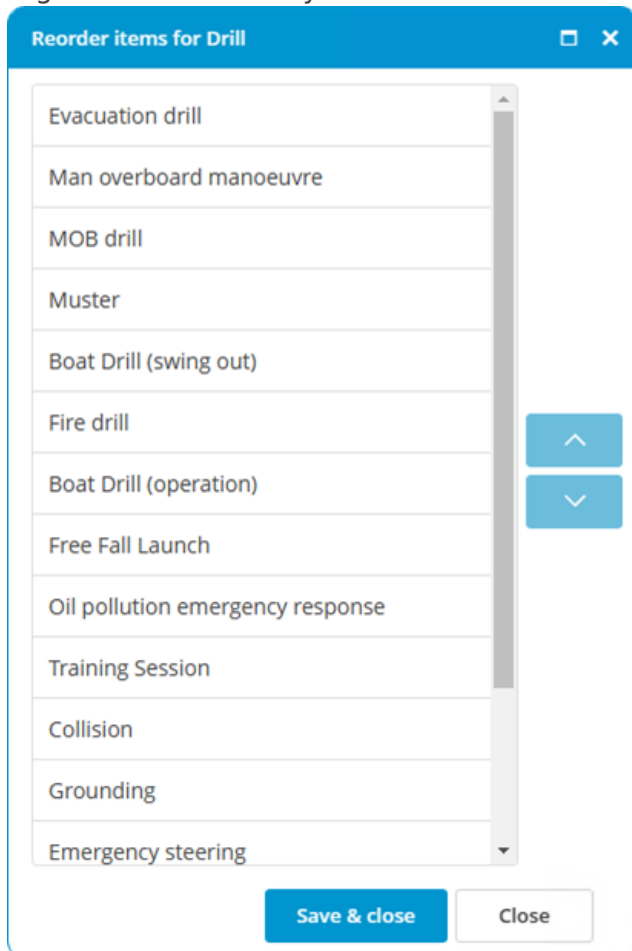 Reorder items for Drill
Evacuation drill
Man overboard manoeuvre
MOB drill
Muster
Boat Drill (swing out)
Fire drill
Boat Drill (operation)
Free Fall Launch
Oil pollution emergency response
Training Session
Collision
Grounding
Emergency steering
Save & close
Close